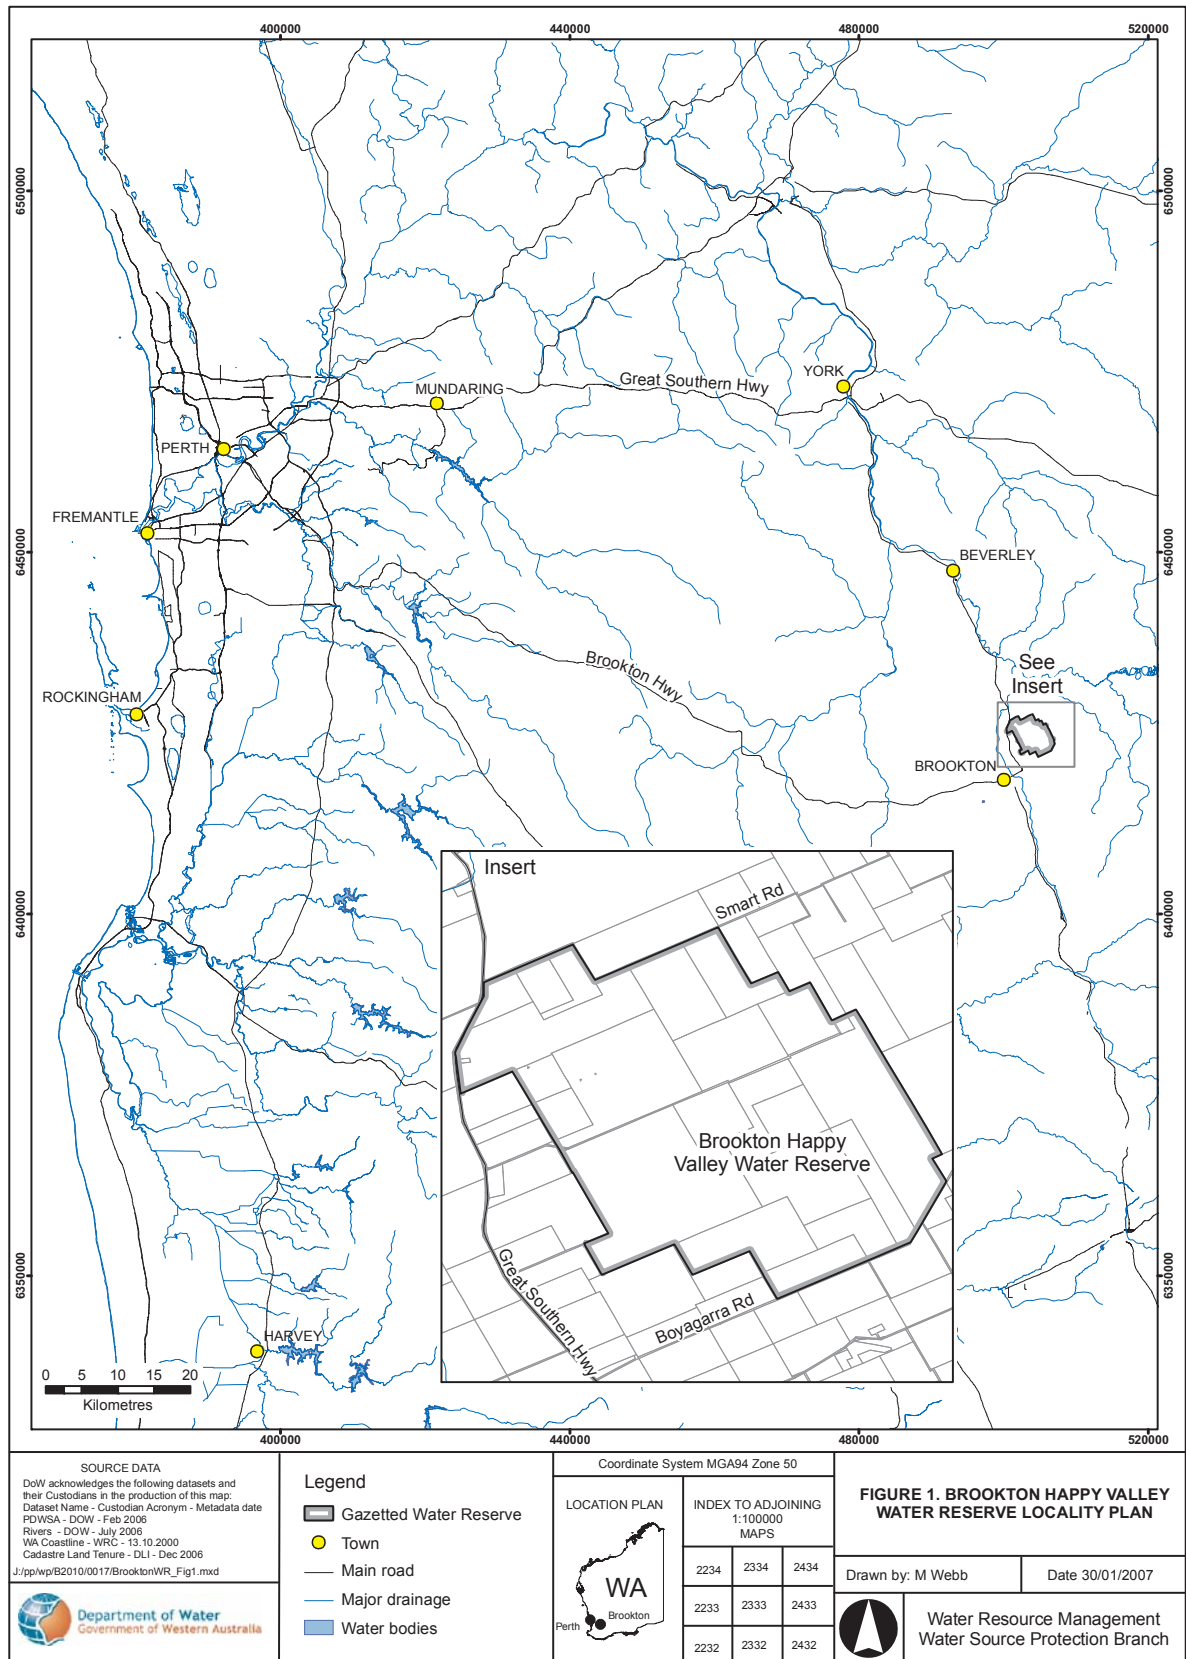 400000
440000
480000
520000
6500000
6500000
YORK
Great Southern Hwy
MUNDARING
PERTH
FREMANTLE
6450000
6450000
BEVERLEY
See
Insert
Brookton Hwy
ROCKINGHAM
BROOKTON
Insert
Smart Rd
6400000
6400000
Brookton Happy
Valley Water Reserve
Great Southern Hwy
Boyagarra Rd
6350000
6350000
HARVEY
0 5 10 15 20
Kilometres
400000
440000
480000
520000
SOURCE DATA
DoW acknowledges the following datasets and
their Custodians in the production of this map:
Dataset Name - Custodian Acronym - Metadata date
PDWSA - DOW - Feb 2006
Rivers - DOW - July 2006
WA Coastline - WRC - 13.10.2000
Cadastre Land Tenure - DLI - Dec 2006
J:/pp/wp/B2010/0017/BrooktonWR_Fig1.mxd
Department of Water
Government of Western Australia
Legend
Gazetted Water Reserve
Town
Main road
Major drainage
Water bodies
Coordinate System MGA94 Zone 50
LOCATION PLAN
WA
Brookton
Perth
INDEX TO ADJOINING
1:100000
MAPS
2234 2334 2434
2233 2333 2433
2232 2332 2432
FIGURE 1. BROOKTON HAPPY VALLEY
WATER RESERVE LOCALITY PLAN
Drawn by: M Webb
Date 30/01/2007
Water Resource Management
Water Source Protection Branch